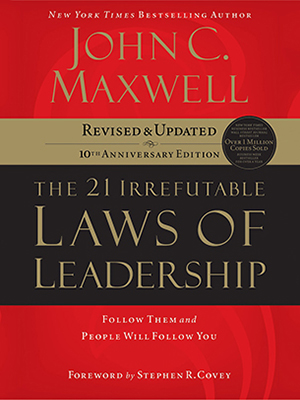 New York Times Bestselling Author
JOHN C.
MAXWELL
REVISED & UPDATED
10TH ANNIVERSARY EDITION
OVER 1 MILLION
COPIES SOLD
THE 21 IRREFUTABLE
LAWS OF
LEADERSHIP
FOLLOW THEM and
PEOPLE WILL FOLLOW YOU
FOREWORD by STEPHEN R. COVEY